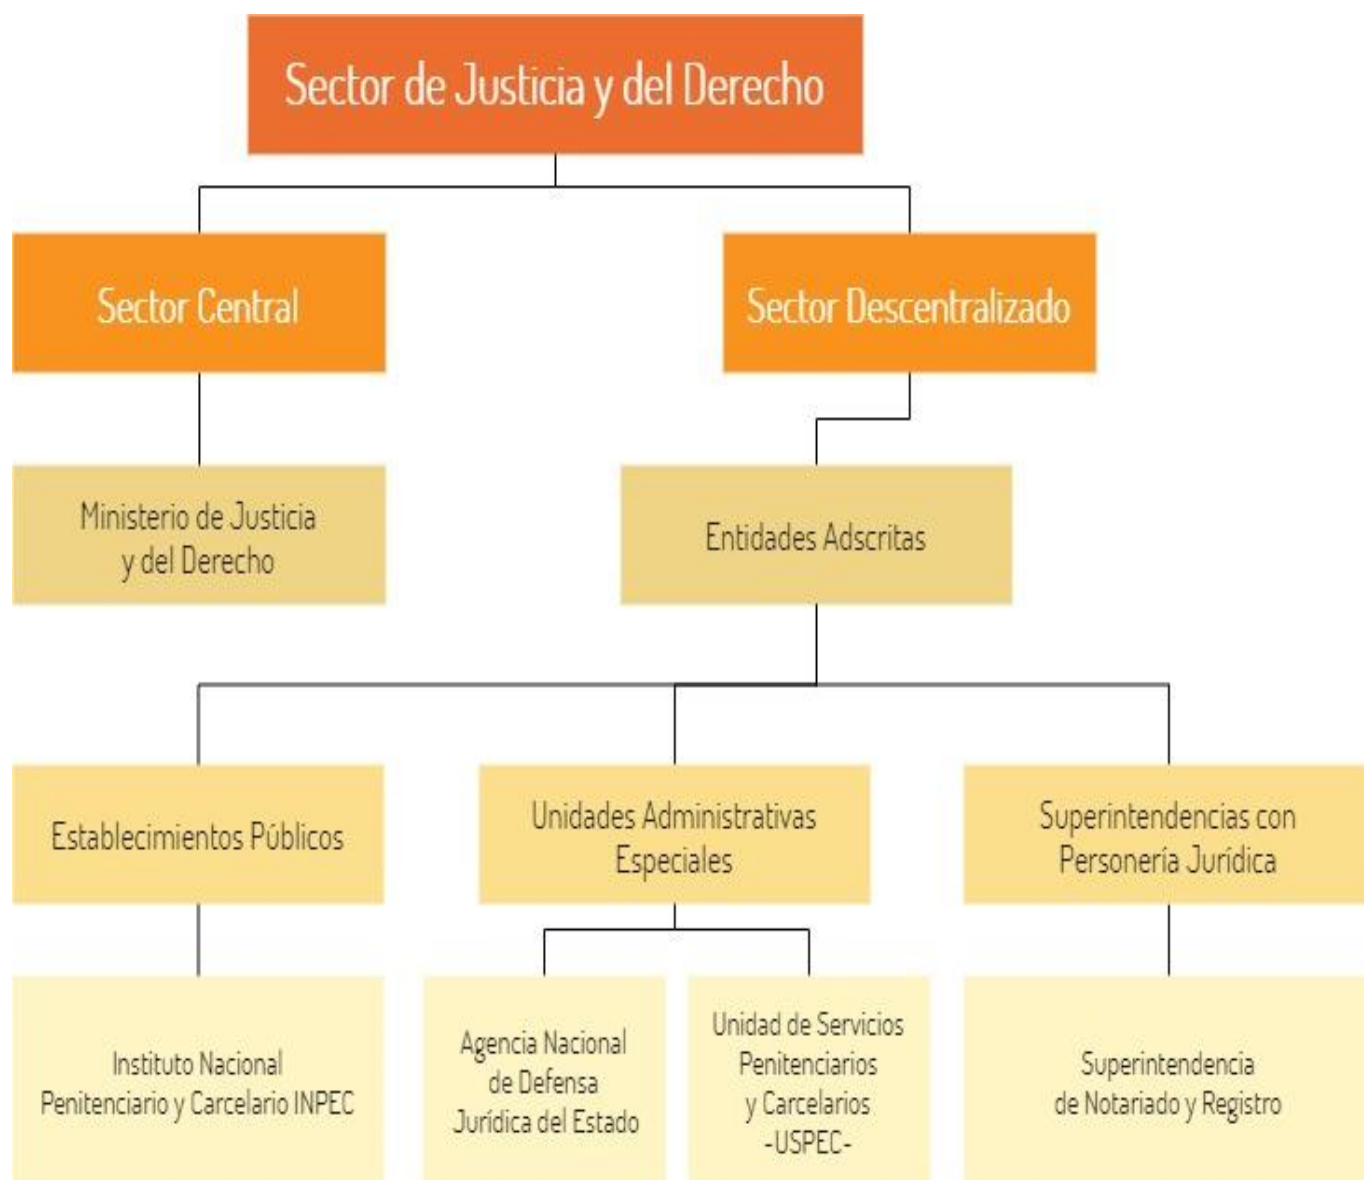 Sector de Justicia y del Derecho
Sector Central
Sector Descentralizado
Ministerio de Justicia
y del Derecho
Entidades Adscritas
Establecimientos Públicos
Unidades Administrativas
Especiales
Superintendencias con
Personería Jurídica
Instituto Nacional
Penitenciario y Carcelario INPEC
Agencia Nacional
de Defensa
Jurídica del Estado
Unidad de Servicios
Penitenciarios
y Carcelarios
-USPEC-
Superintendencia
de Notariado y Registro